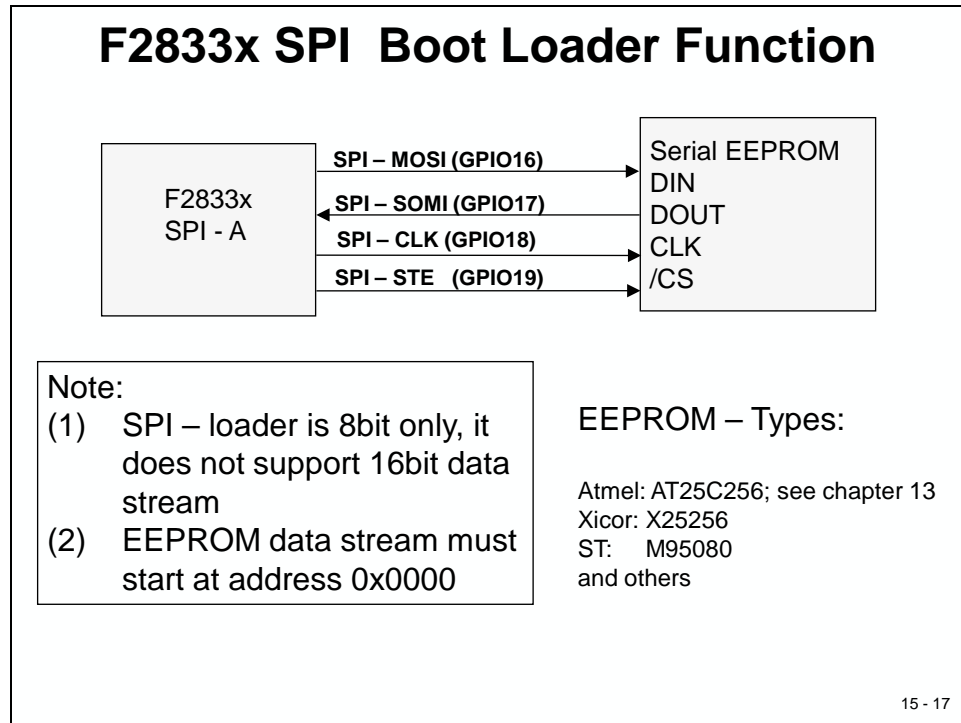 F2833x SPI Boot Loader Function
F2833x
SPI - A
SPI – MOSI (GPIO16)
SPI – SOMI (GPIO17)
SPI – CLK (GPIO18)
SPI – STE (GPIO19)
Serial EEPROM
DIN
DOUT
CLK
/CS
Note:
(1) SPI – loader is 8bit only, it
does not support 16bit data
stream
(2) EEPROM data stream must
start at address 0x0000
EEPROM – Types:
Atmel: AT25C256; see chapter 13
Xicor: X25256
ST: M95080
and others
15 - 17